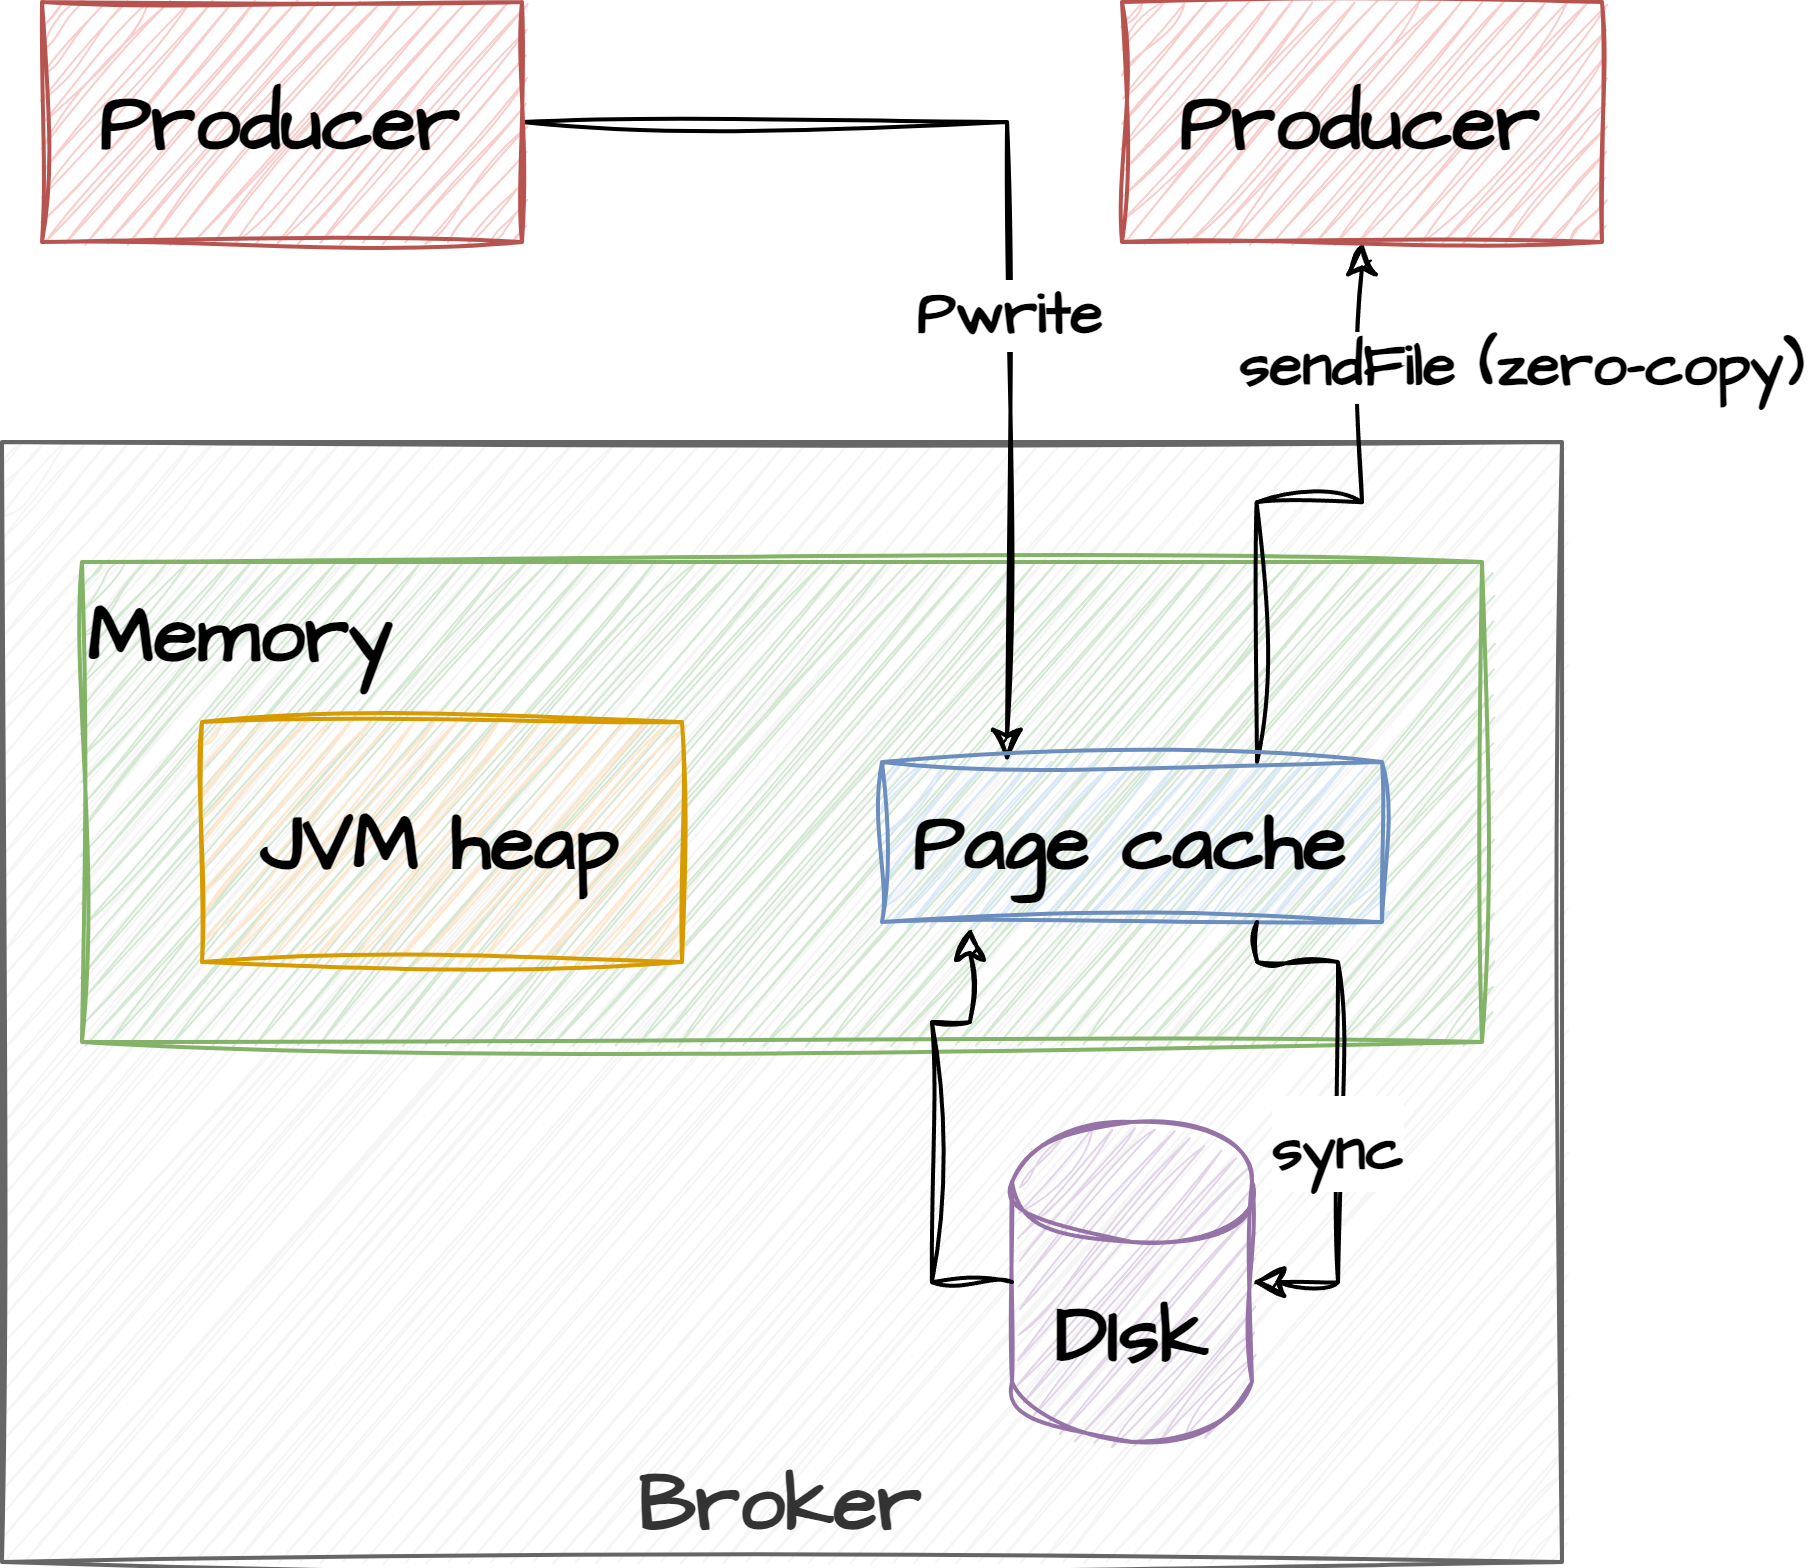 Producer
Producer
Pwrite
sendFile (zero-copy)
Memory
JVM heap
Page cache
sync
DIsk
Broker